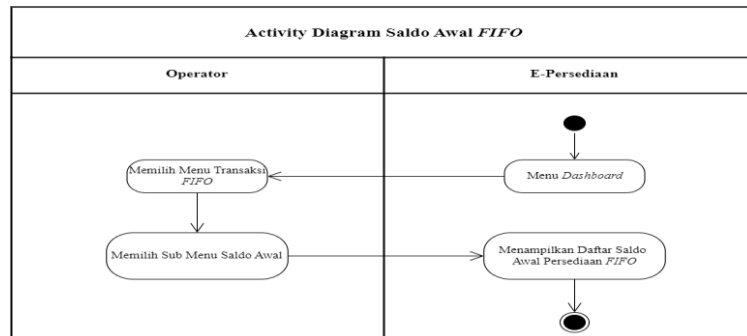 Activity Diagram Saldo Awal FIFO
Operator
E-Persediaan
Memilih Menu Transaksi
FIFO
Menu Dashboard
Memilih Sub Menu Saldo Awal
Menampilkan Daftar Saldo
Awal Persediaan FIFO